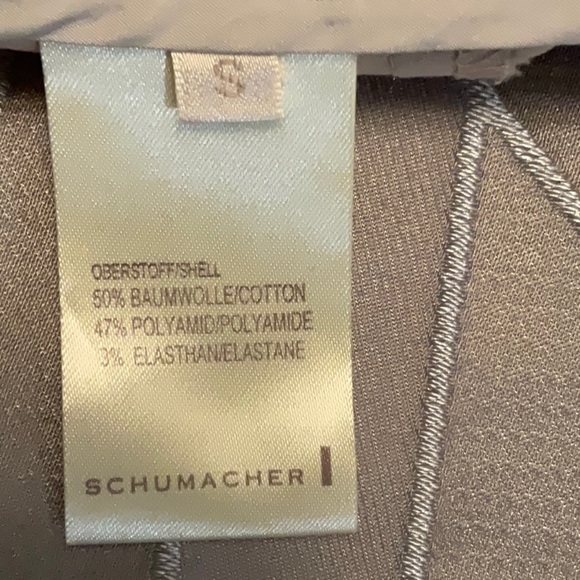 S
OBERSTOFF/SHELL
50% BAUMWOLLE/COTTON
47% POLYAMID/POLYAMIDE
3% ELASTHAN/ELASTANE
SCHUMACHER